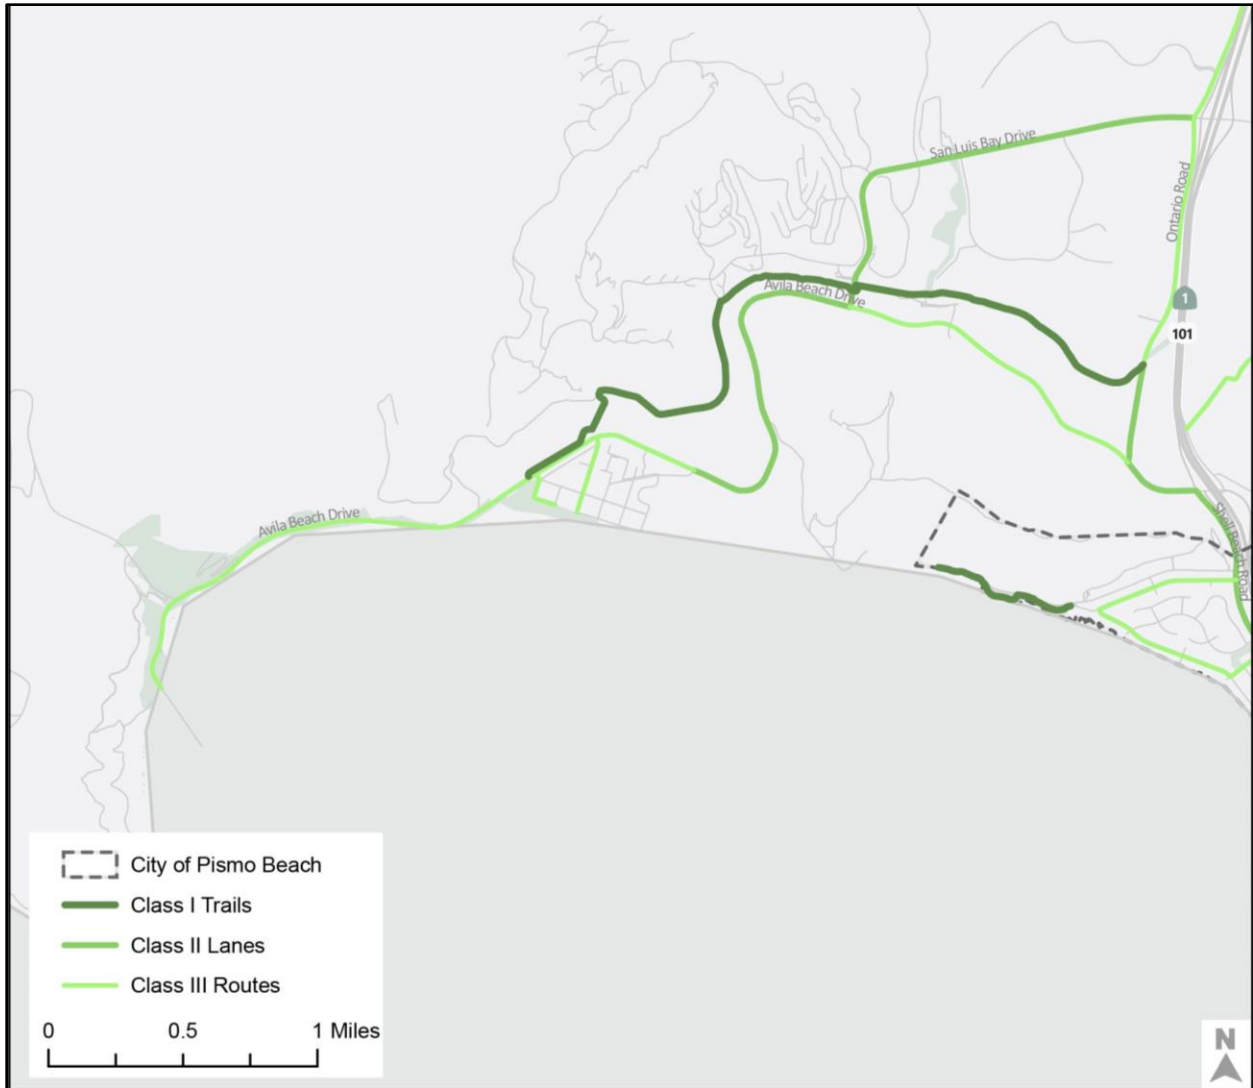 San Luis Bay Drive
Ontario Road
Avila Beach Drive
1
101
Avila Beach Drive
Shell Beach Road
City of Pismo Beach
Class I Trails
Class II Lanes
Class III Routes
0 0.5 1 Miles
N